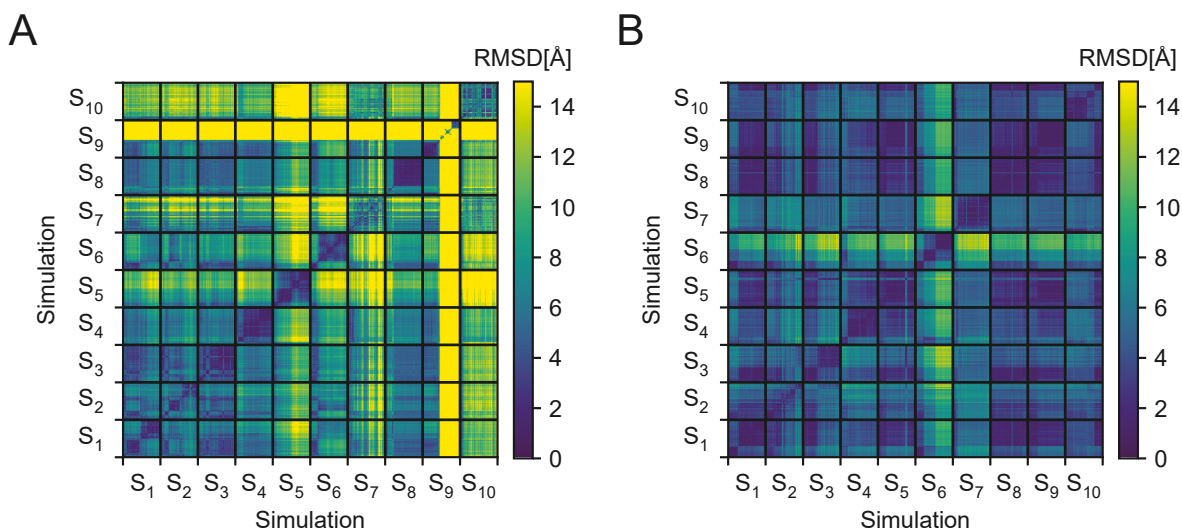 A
RMSD[Å]
S10
S9
S8
S7
S6
S5
S4
S3
S2
S1
Simulation
14
12
10
8
6
4
2
0
S1 S2 S3 S4 S5 S6 S7 S8 S9 S10
Simulation
B
RMSD[Å]
S10
S9
S8
S7
S6
S5
S4
S3
S2
S1
Simulation
14
12
10
8
6
4
2
0
S1 S2 S3 S4 S5 S6 S7 S8 S9 S10
Simulation